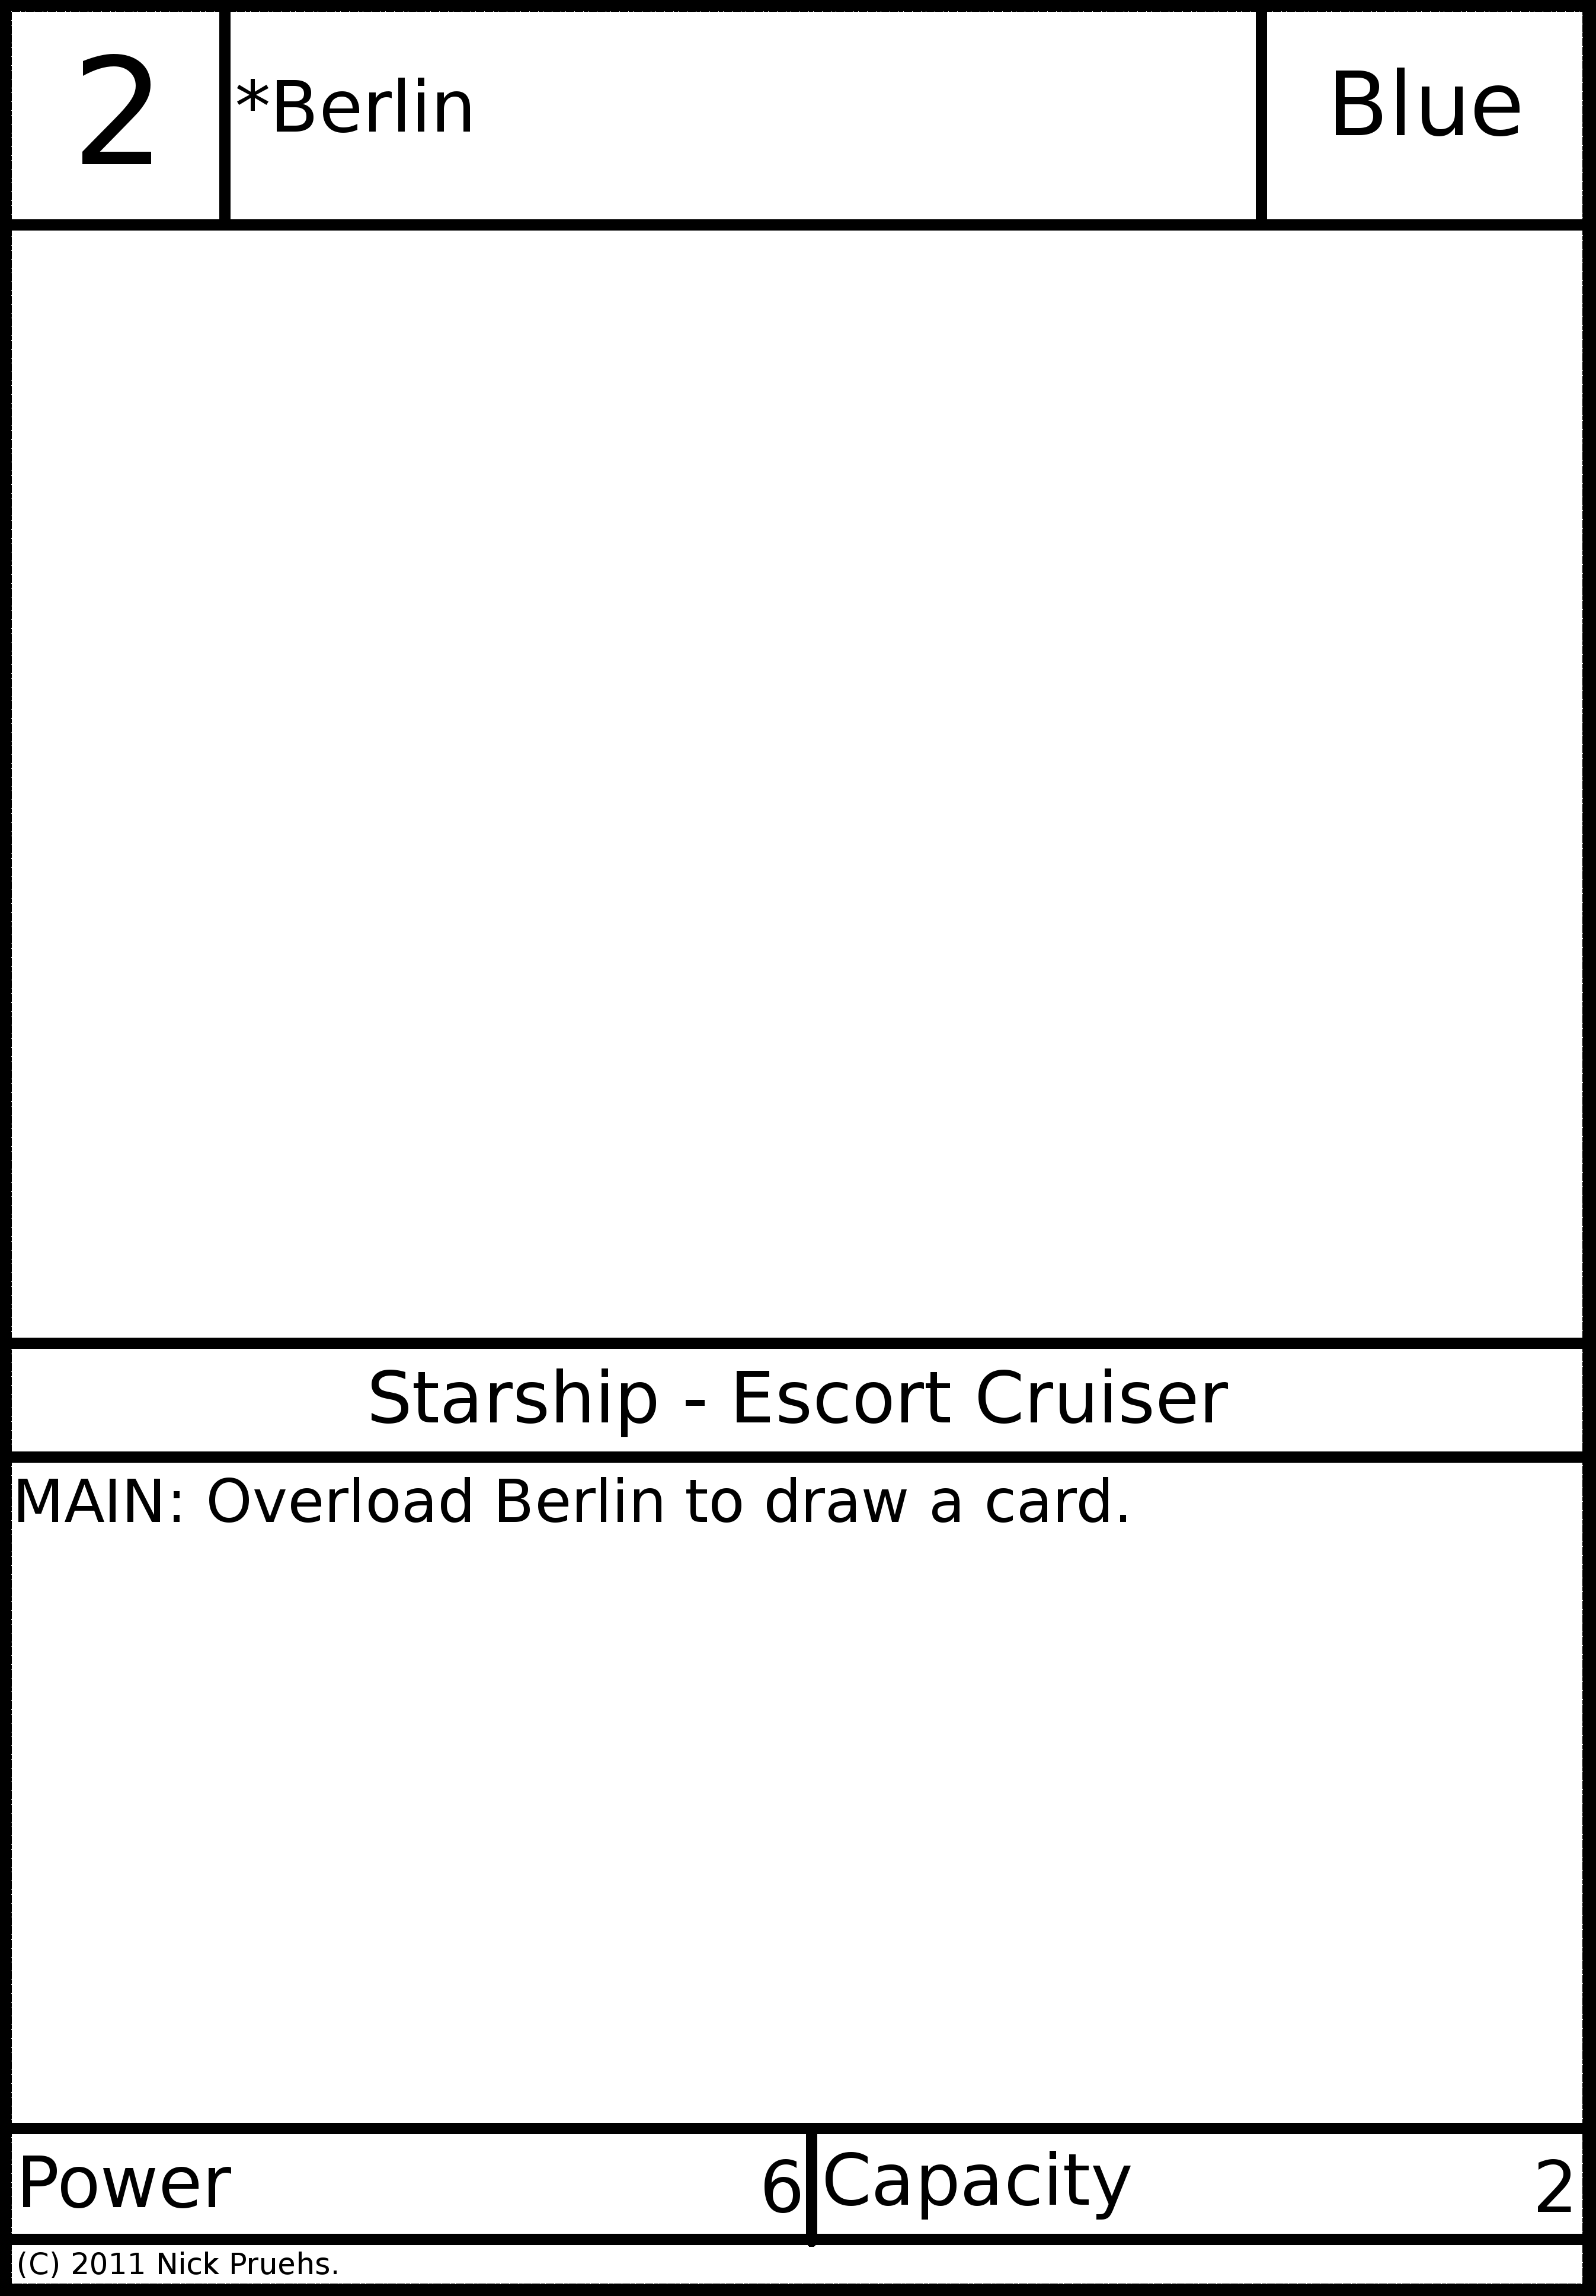 2
*Berlin
Blue
Starship - Escort Cruiser
MAIN: Overload Berlin to draw a card.
Power 6
Capacity 2
(C) 2011 Nick Pruehs.